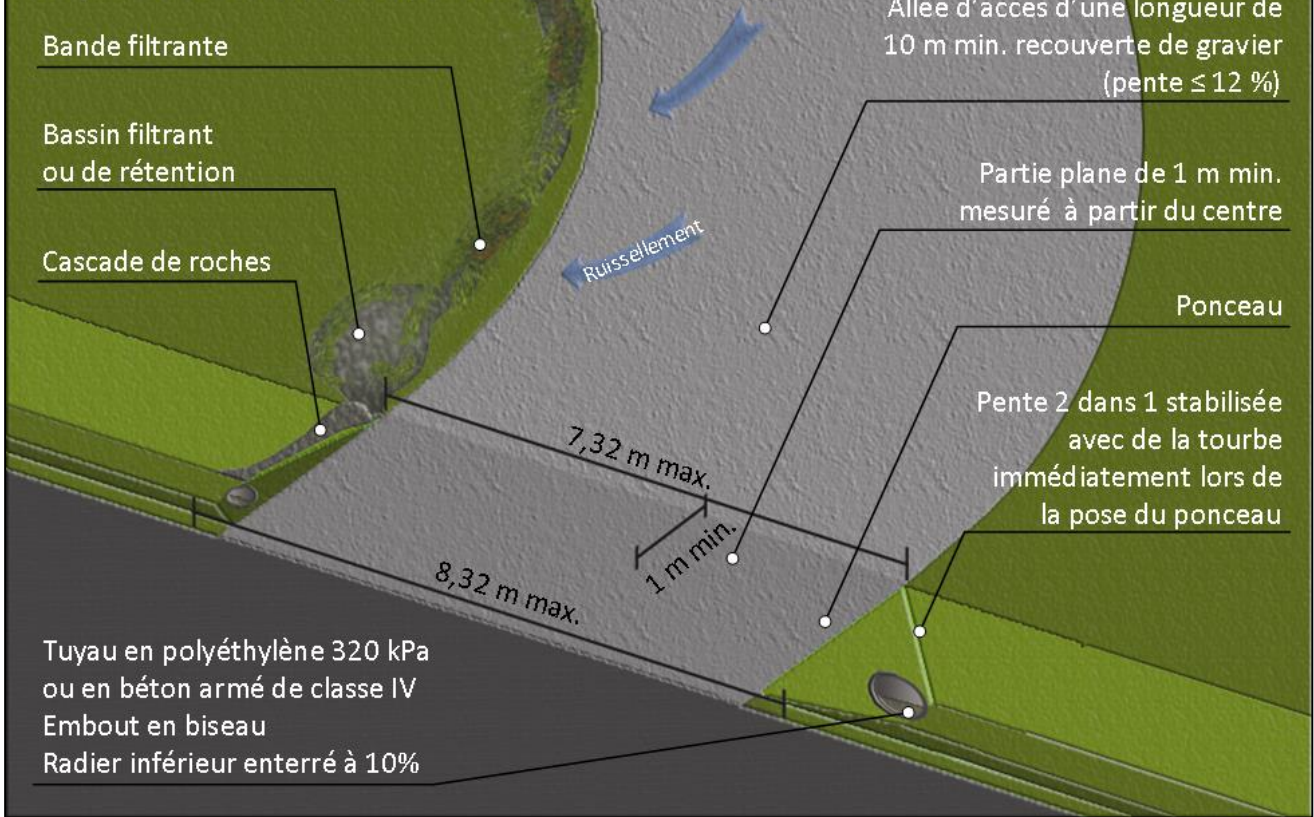 Bande filtrante
Bassin filtrant
ou de rétention
Cascade de roches
Allée d'accès d'une longueur de
10 m min. recouverte de gravier
(pente ≤ 12 %)
Partie plane de 1 m min.
mesuré à partir du centre
Ruissellement
Ponceau
Pente 2 dans 1 stabilisée
avec de la tourbe
immédiatement lors de
la pose du ponceau
7,32 m max.
1 m min.
8,32 m max.
Tuyau en polyéthylène 320 kPa
ou en béton armé de classe IV
Embout en biseau
Radier inférieur enterré à 10%